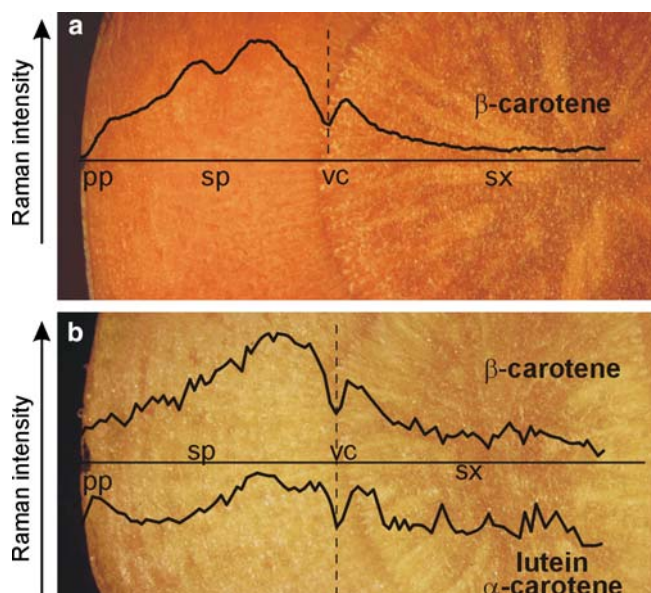 a
Raman intensity
β-carotene
pp sp vc sx
b
Raman intensity
β-carotene
sp vc sx
pp
lutein
α-carotene